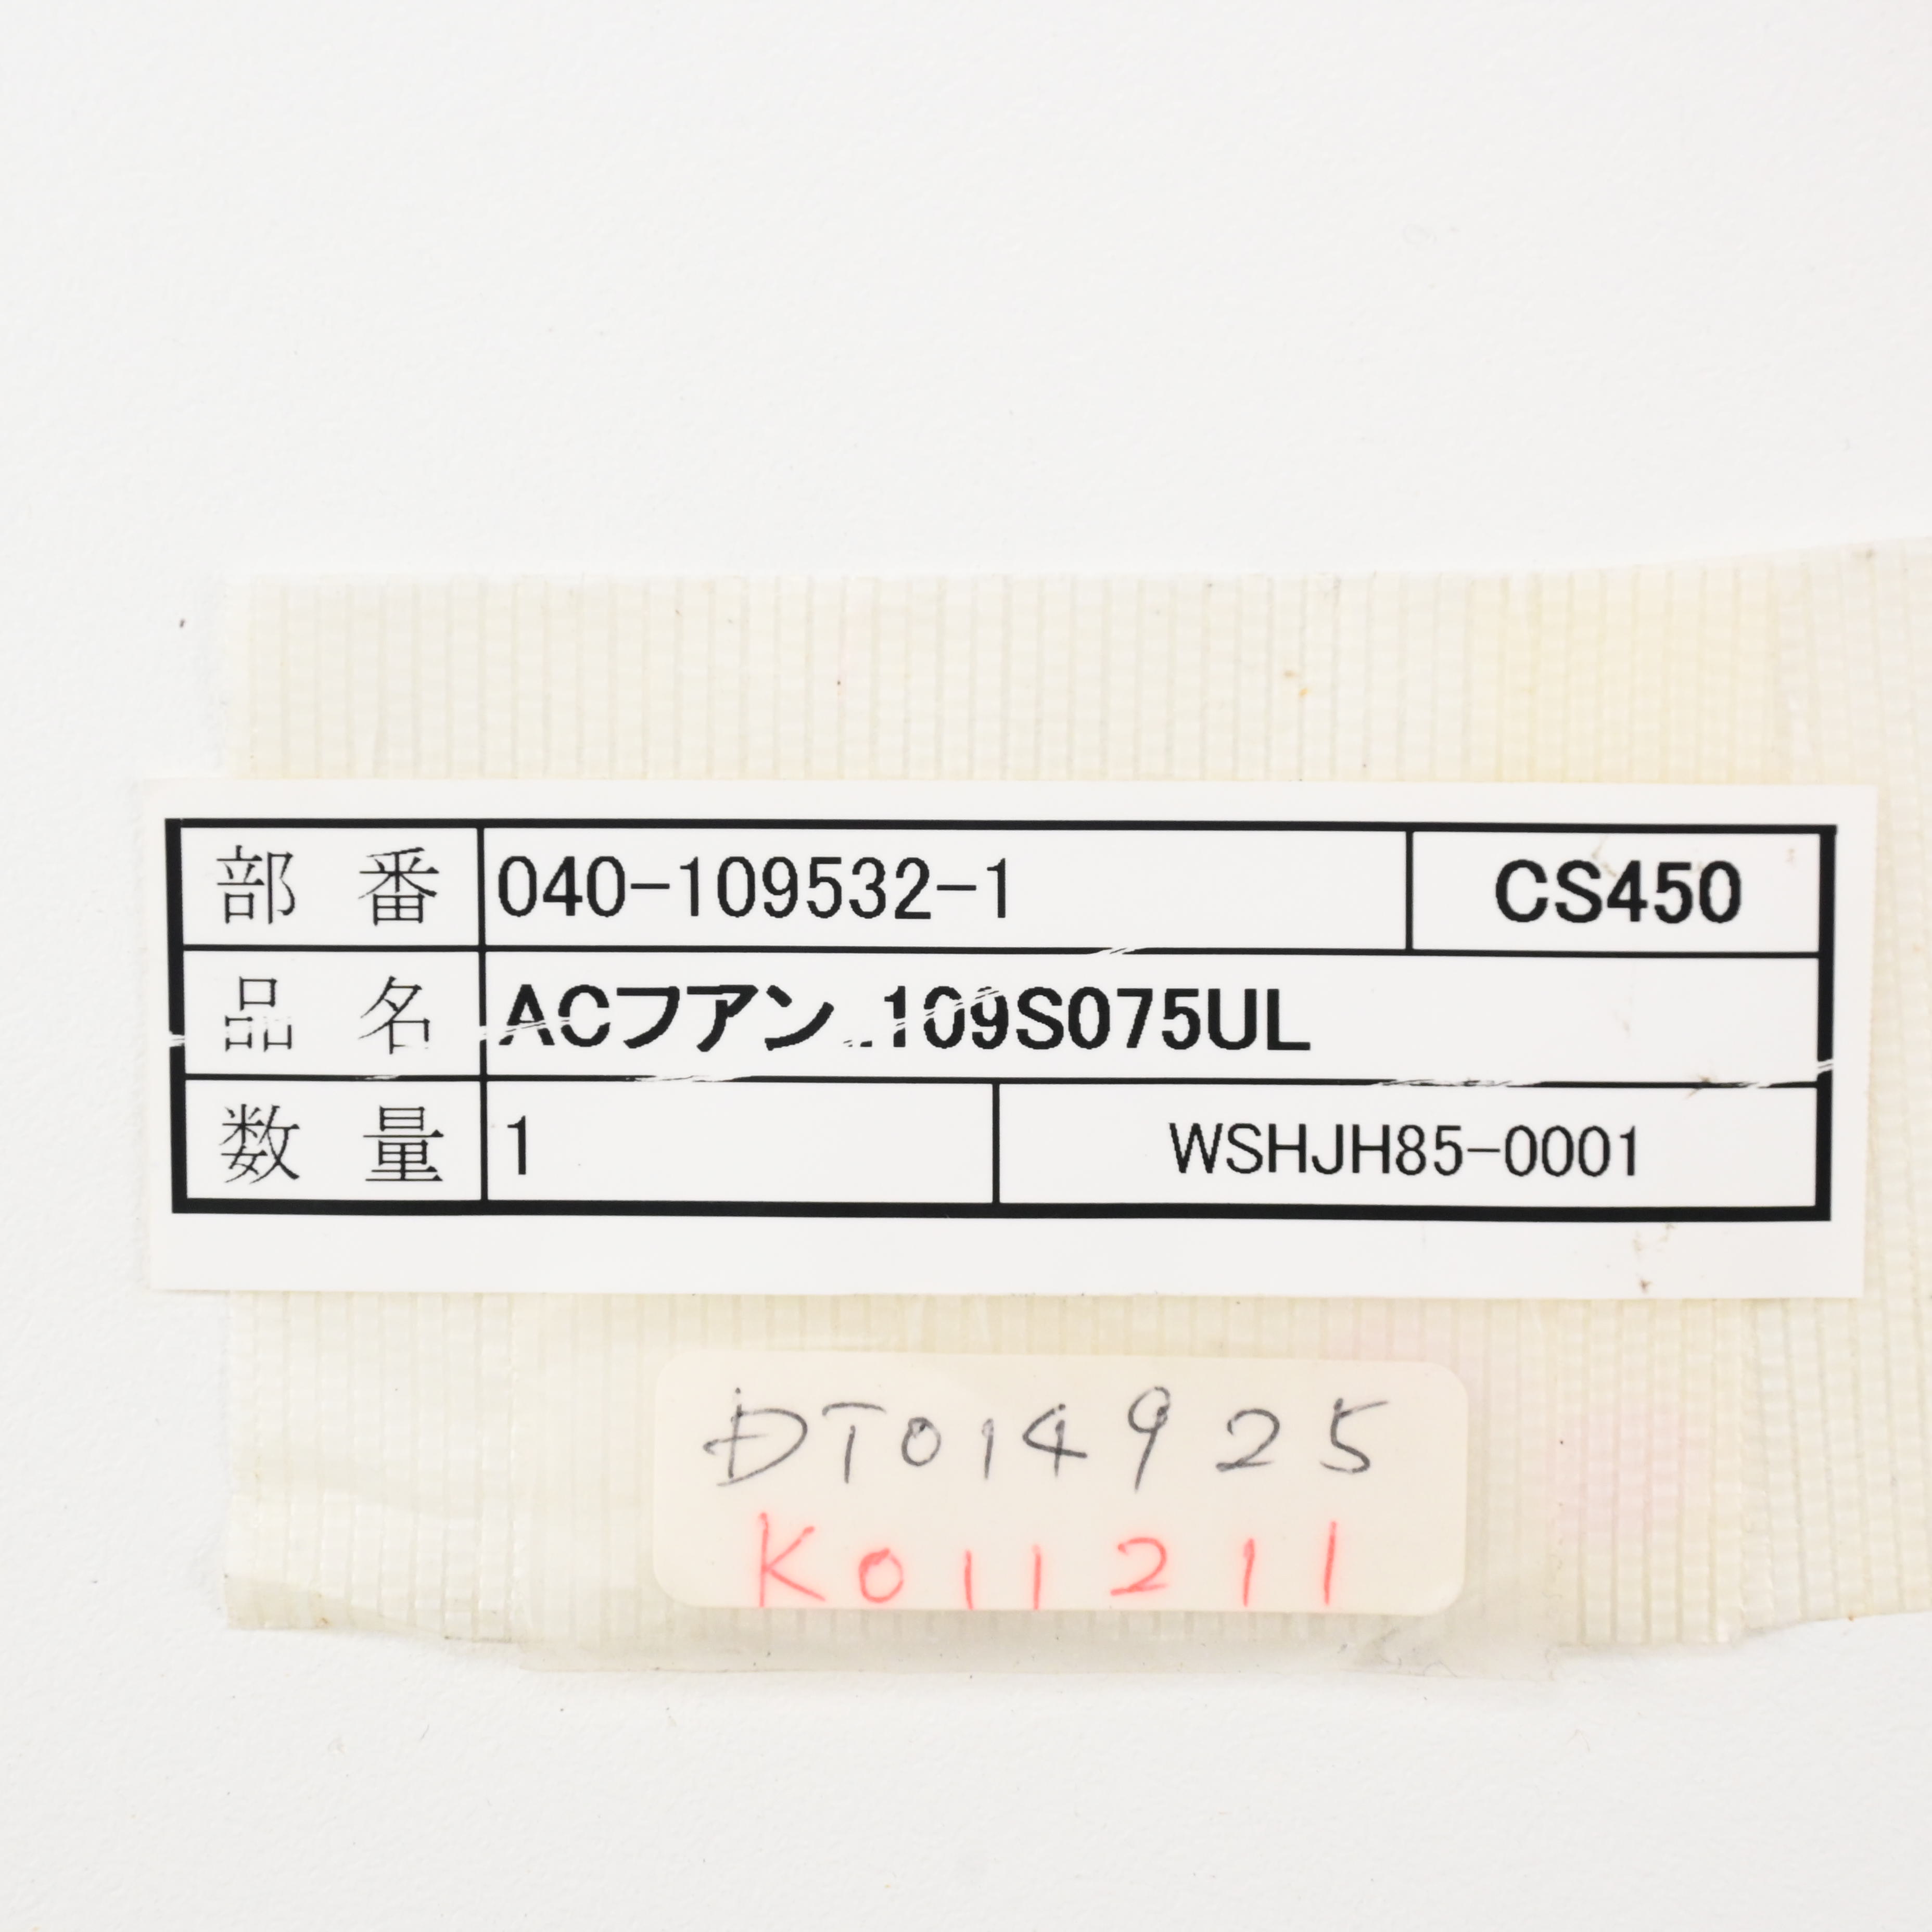 部 番 040-109532-1 CS450
品 名 ACフアン 109S075UL
数 量 1 WSHJH85-0001
DT014925
K011211